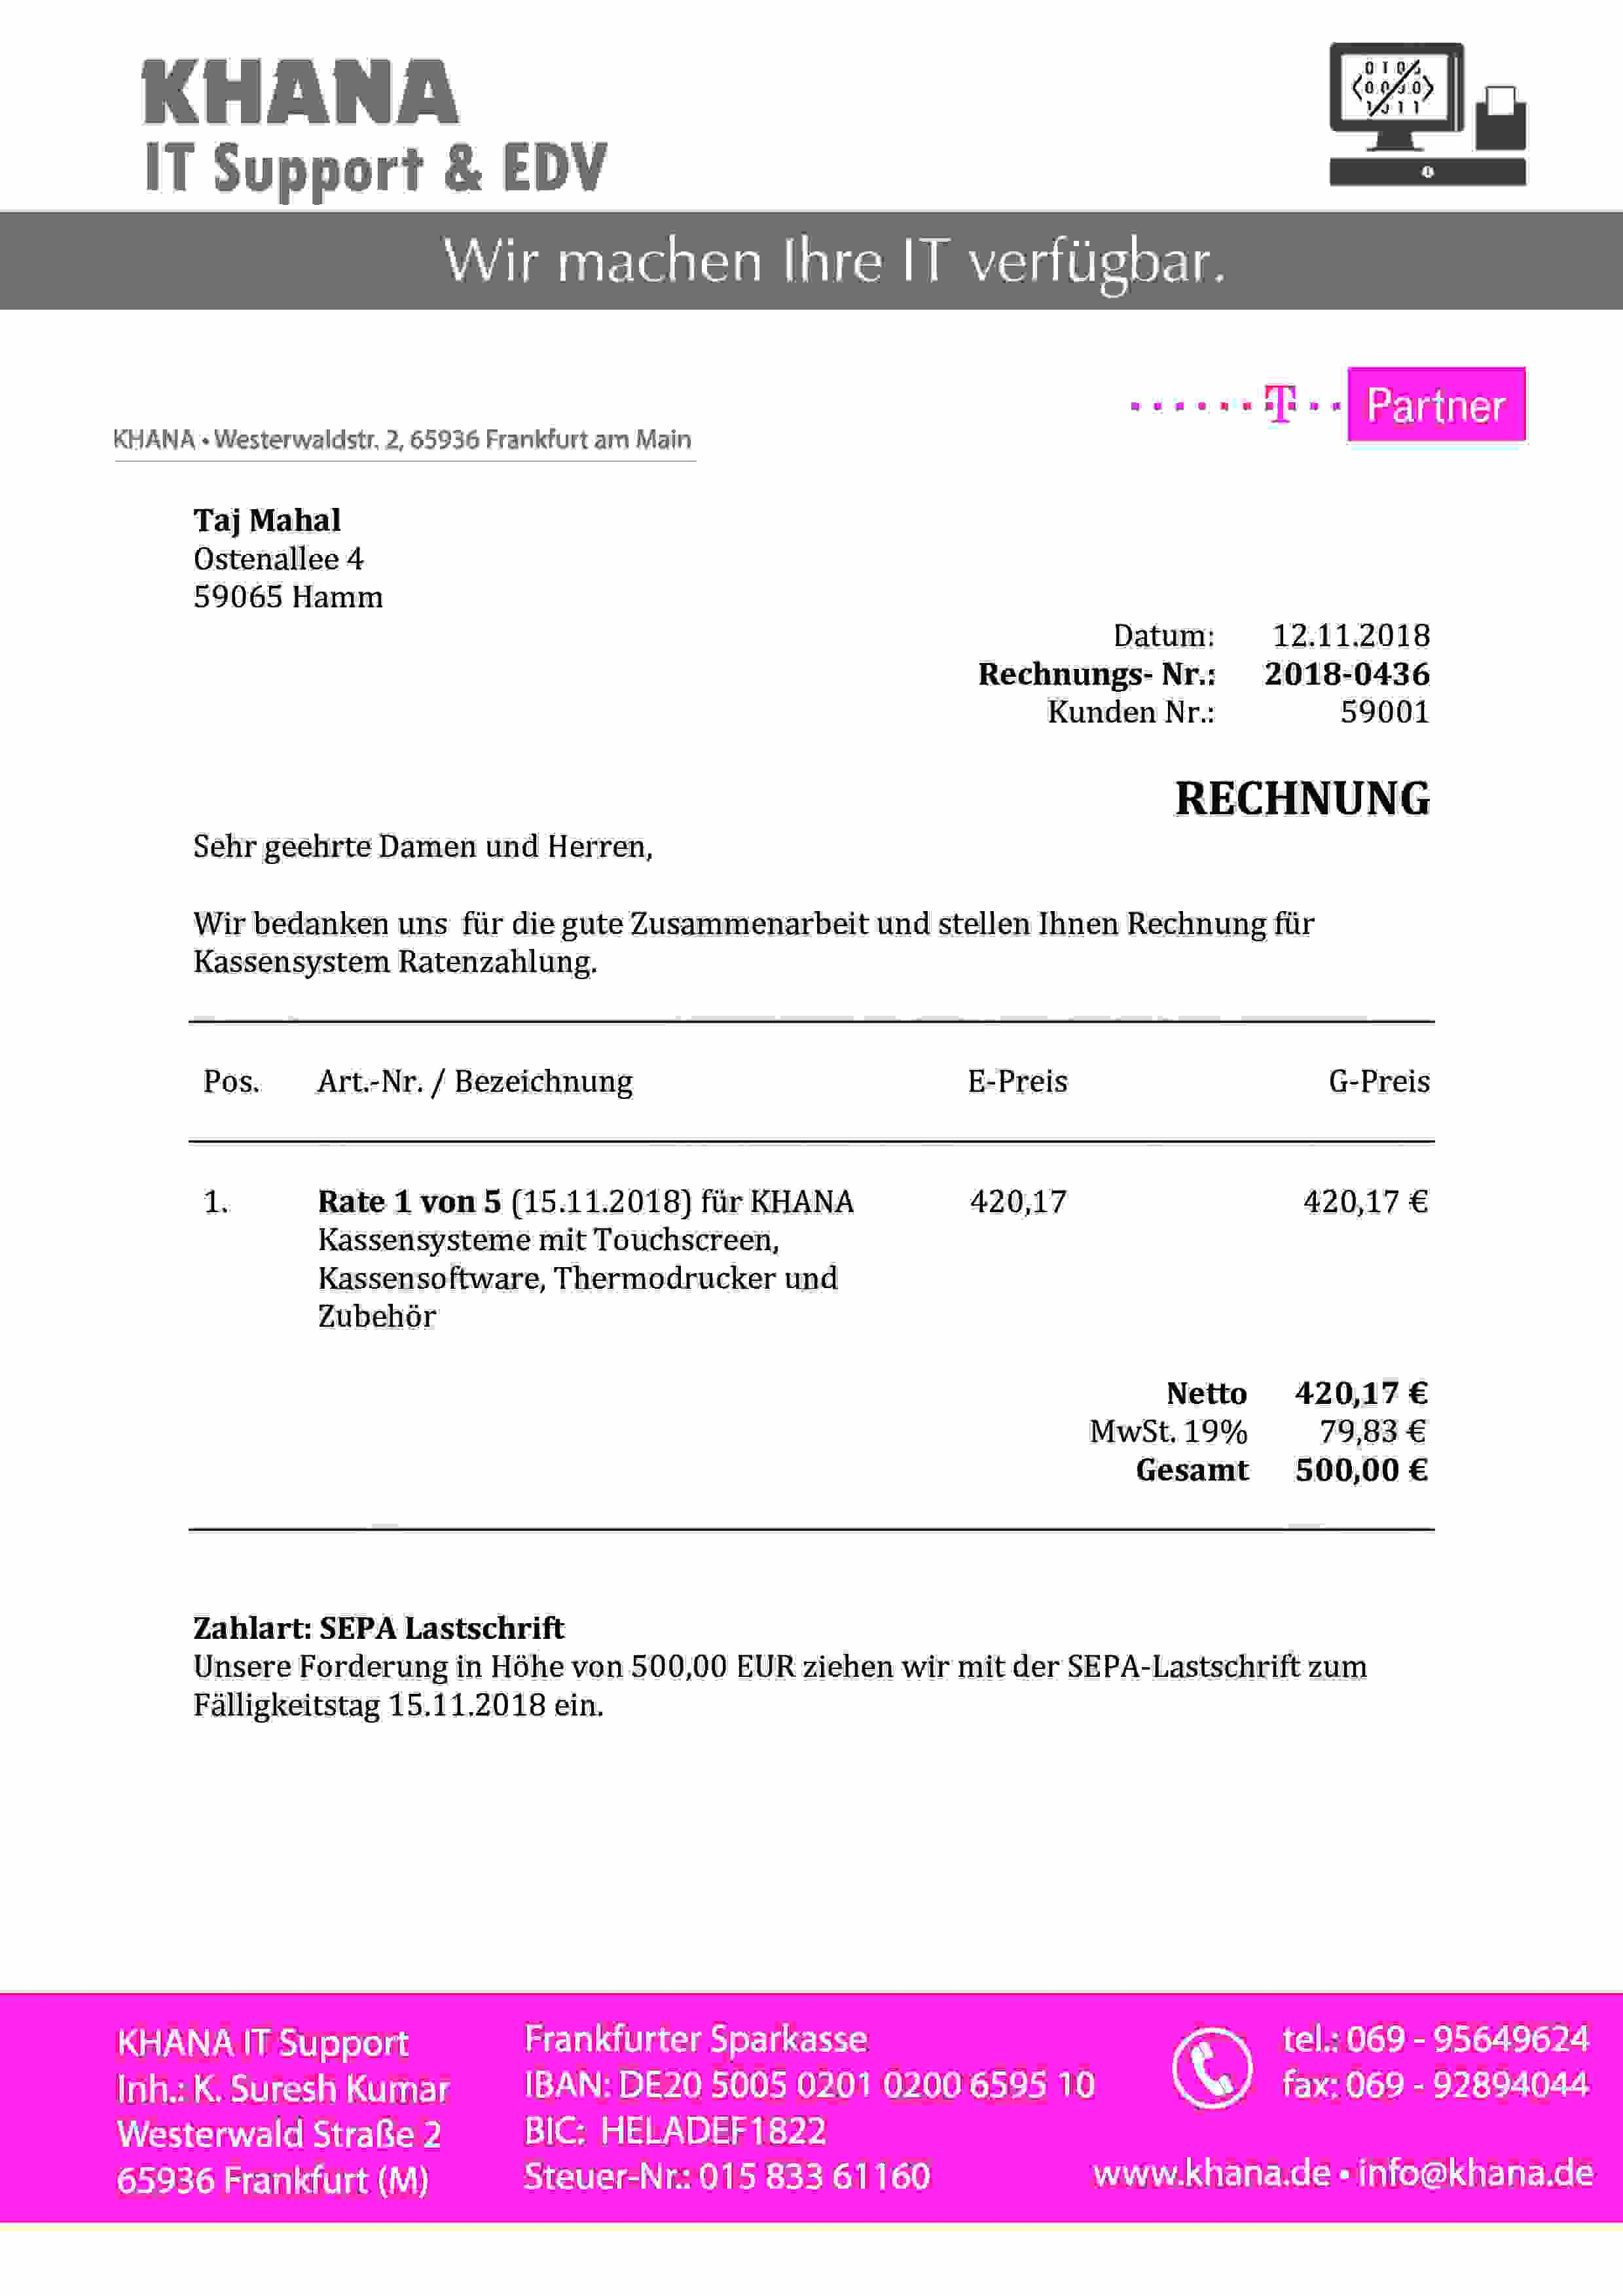 KHANA
IT Support & EDV
Wir machen Ihre IT verfügbar.
T Partner
KHANA • Westerwaldstr. 2, 65936 Frankfurt am Main
Taj Mahal
Ostenallee 4
59065 Hamm
Datum: 12.11.2018
Rechnungs- Nr.: 2018-0436
Kunden Nr.: 59001
RECHNUNG
Sehr geehrte Damen und Herren,
Wir bedanken uns für die gute Zusammenarbeit und stellen Ihnen Rechnung für
Kassensystem Ratenzahlung.
Pos. Art.-Nr. / Bezeichnung E-Preis G-Preis
1. Rate 1 von 5 (15.11.2018) für KHANA 420,17 420,17 €
Kassensysteme mit Touchscreen,
Kassensoftware, Thermodrucker und
Zubehör
Netto 420,17 €
MwSt. 19% 79,83 €
Gesamt 500,00 €
Zahlart: SEPA Lastschrift
Unsere Forderung in Höhe von 500,00 EUR ziehen wir mit der SEPA-Lastschrift zum
Fälligkeitstag 15.11.2018 ein.
KHANA IT Support
Inh.: K. Suresh Kumar
Westerwald Straße 2
65936 Frankfurt (M)
Frankfurter Sparkasse
IBAN: DE20 5005 0201 0200 6595 10
BIC: HELADEF1822
Steuer-Nr.: 015 833 61160
tel.: 069 - 95649624
fax: 069 - 92894044
www.khana.de • info@khana.de